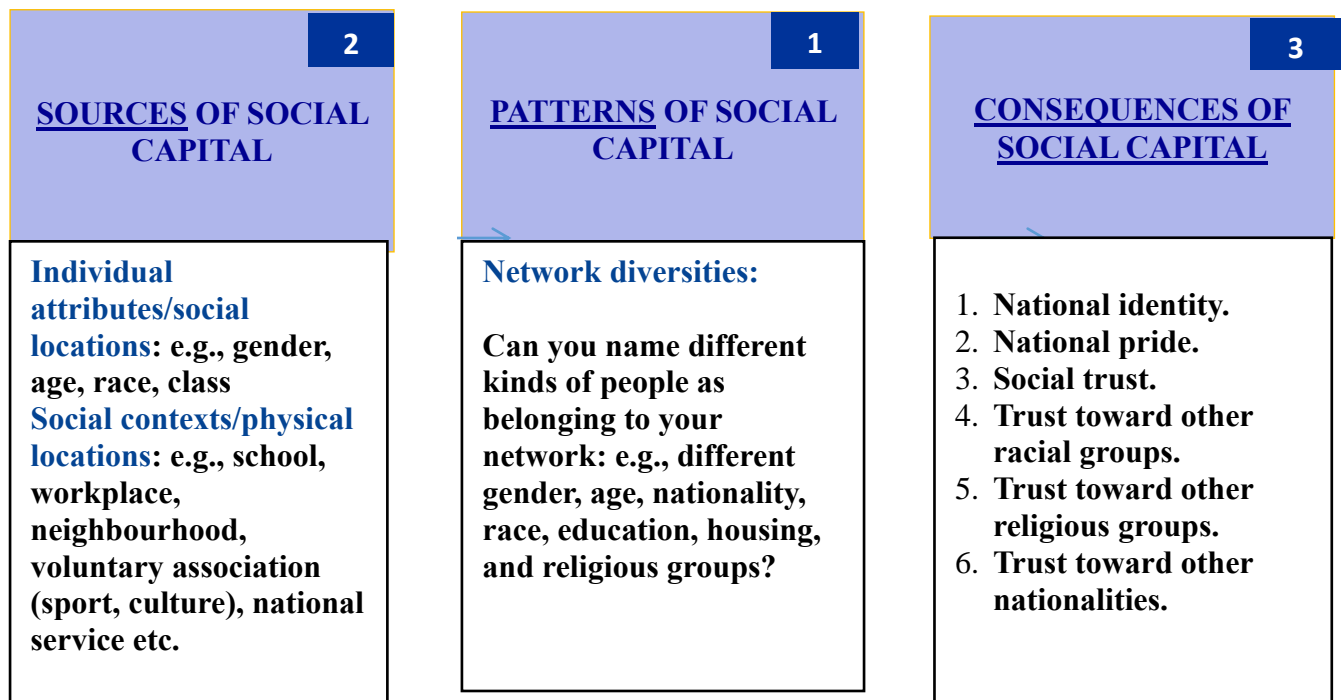 2
SOURCES OF SOCIAL
CAPITAL
Individual
attributes/social
locations: e.g., gender,
age, race, class
Social contexts/physical
locations: e.g., school,
workplace,
neighbourhood,
voluntary association
(sport, culture), national
service etc.
1
PATTERNS OF SOCIAL
CAPITAL
Network diversities:
Can you name different
kinds of people as
belonging to your
network: e.g., different
gender, age, nationality,
race, education, housing,
and religious groups?
3
CONSEQUENCES OF
SOCIAL CAPITAL
1. National identity.
2. National pride.
3. Social trust.
4. Trust toward other
racial groups.
5. Trust toward other
religious groups.
6. Trust toward other
nationalities.